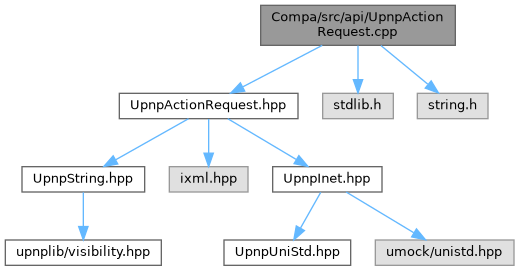 Compa/src/api/UpnpAction
Request.cpp
UpnpActionRequest.hpp
stdlib.h
string.h
UpnpString.hpp
ixml.hpp
UpnpInet.hpp
upnplib/visibility.hpp
UpnpUniStd.hpp
umock/unistd.hpp